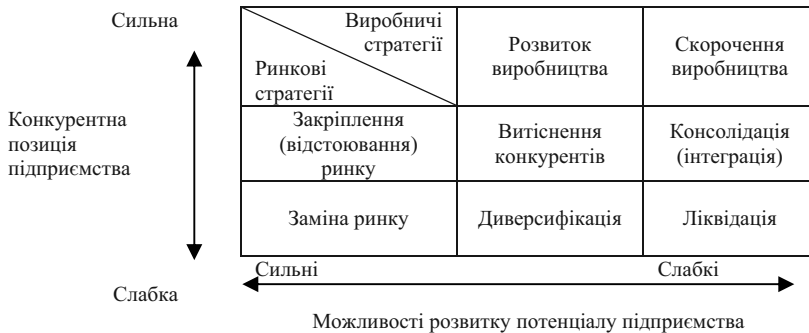 Сильна
Виробничі
стратегії
Ринкові
стратегії
Розвиток
виробництва
Скорочення
виробництва
Конкурентна
позиція
підприємства
Закріплення
(відстоювання)
ринку
Витіснення
конкурентів
Консолідація
(інтеграція)
Заміна ринку
Диверсифікація
Ліквідація
Слабка
Сильні
Слабкі
Можливості розвитку потенціалу підприємства